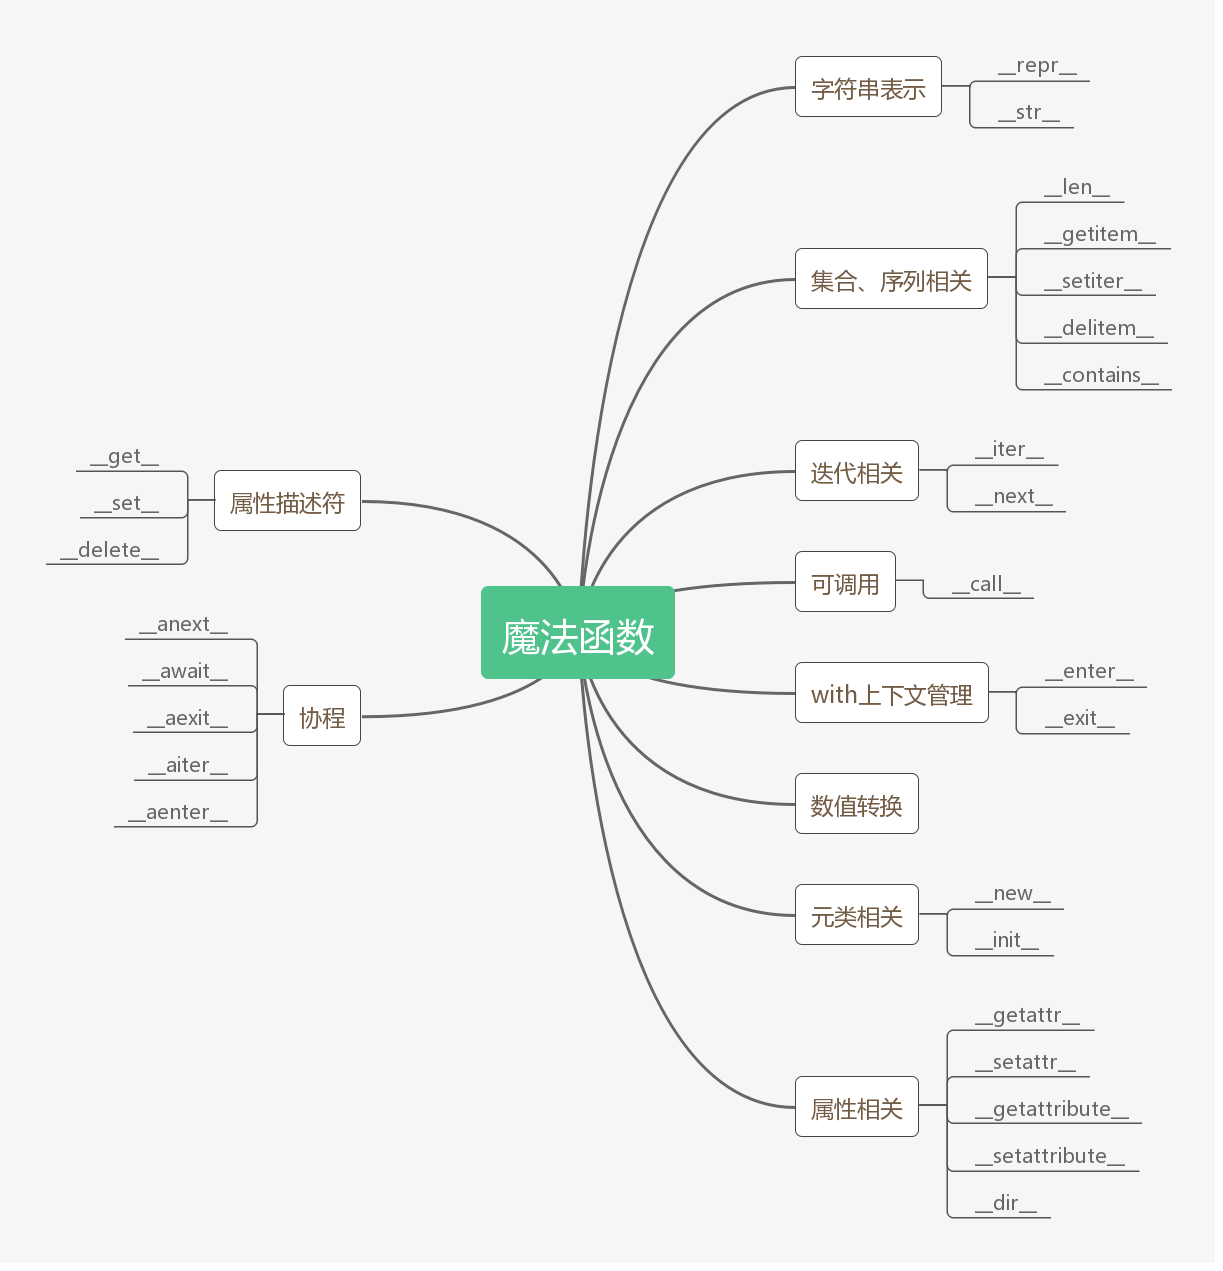 魔法函数
字符串表示
__repr__
__str__
集合、序列相关
__len__
__getitem__
__setiter__
__delitem__
__contains__
迭代相关
__iter__
__next__
可调用
__call__
with上下文管理
__enter__
__exit__
数值转换
元类相关
__new__
__init__
属性相关
__getattr__
__setattr__
__getattribute__
__setattribute__
__dir__
属性描述符
__get__
__set__
__delete__
协程
__anext__
__await__
__aexit__
__aiter__
__aenter__